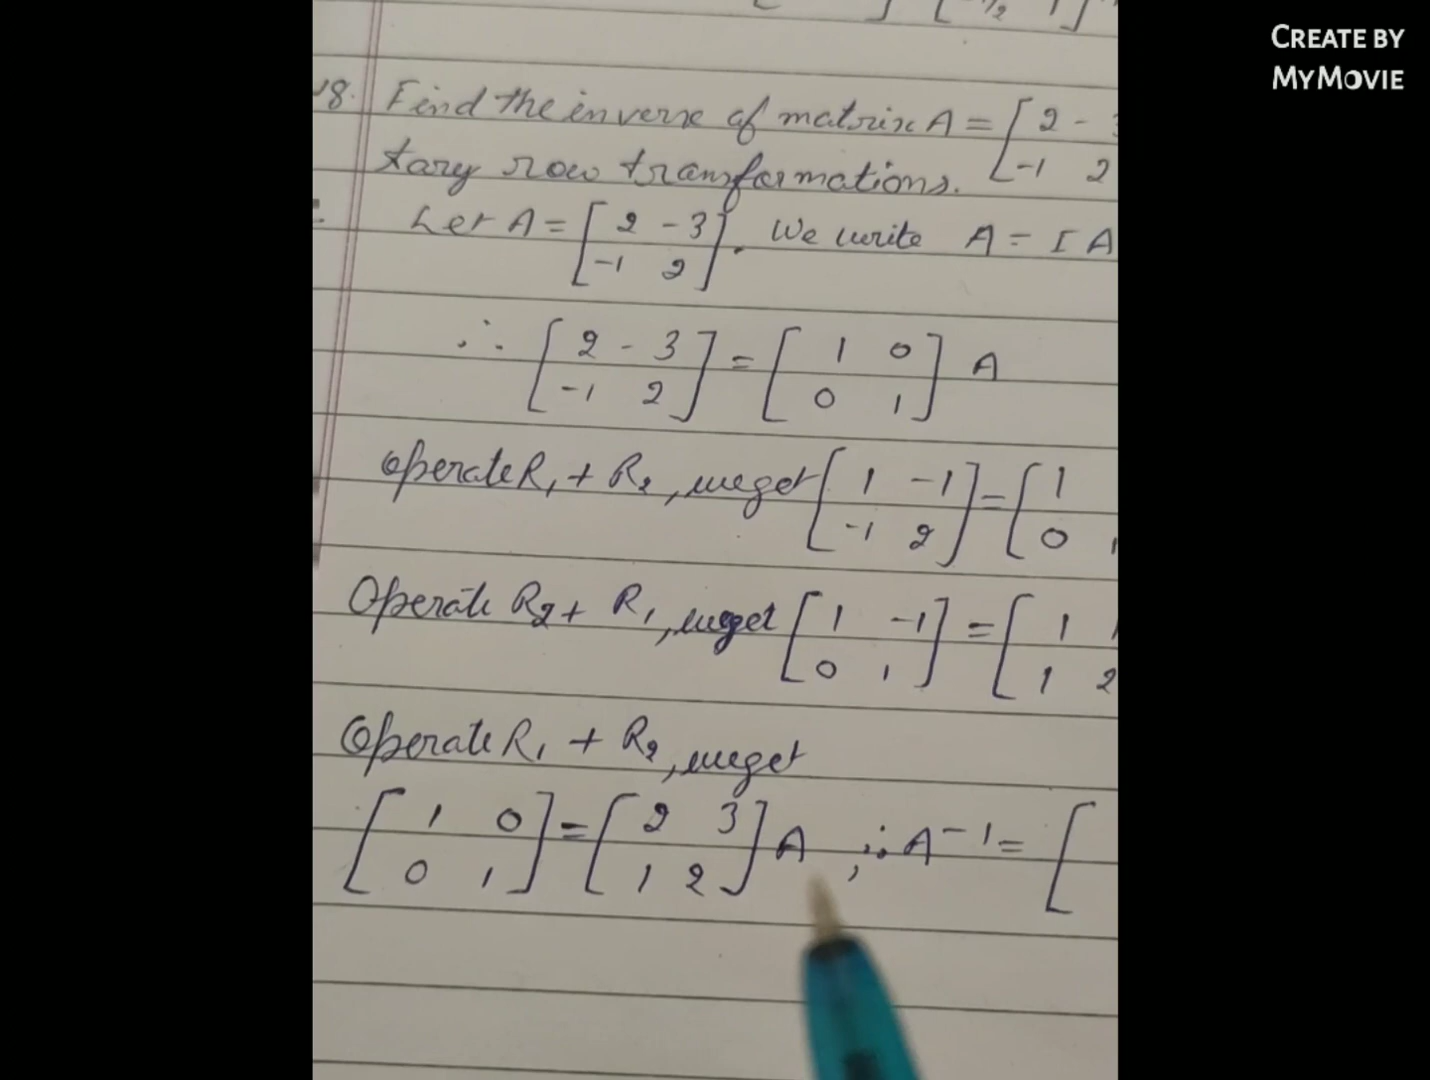 CREATE BY
MYMOVIE
18. Find the inverse of matrix A = [2 -
-1 2
tary row transformations.
Let A = [2 -3
-1 2]. We write A = I A
∴ [2 -3
-1 2] = [1 0
0 1] A
Operate R1 + R2, we get [1 -1
-1 2] = [1
0
Operate R2 + R1, we get [1 -1
0 1] = [1 1
1 2
Operate R1 + R2, we get
[1 0
0 1] = [2 3
1 2] A, ∴ A⁻¹ = [